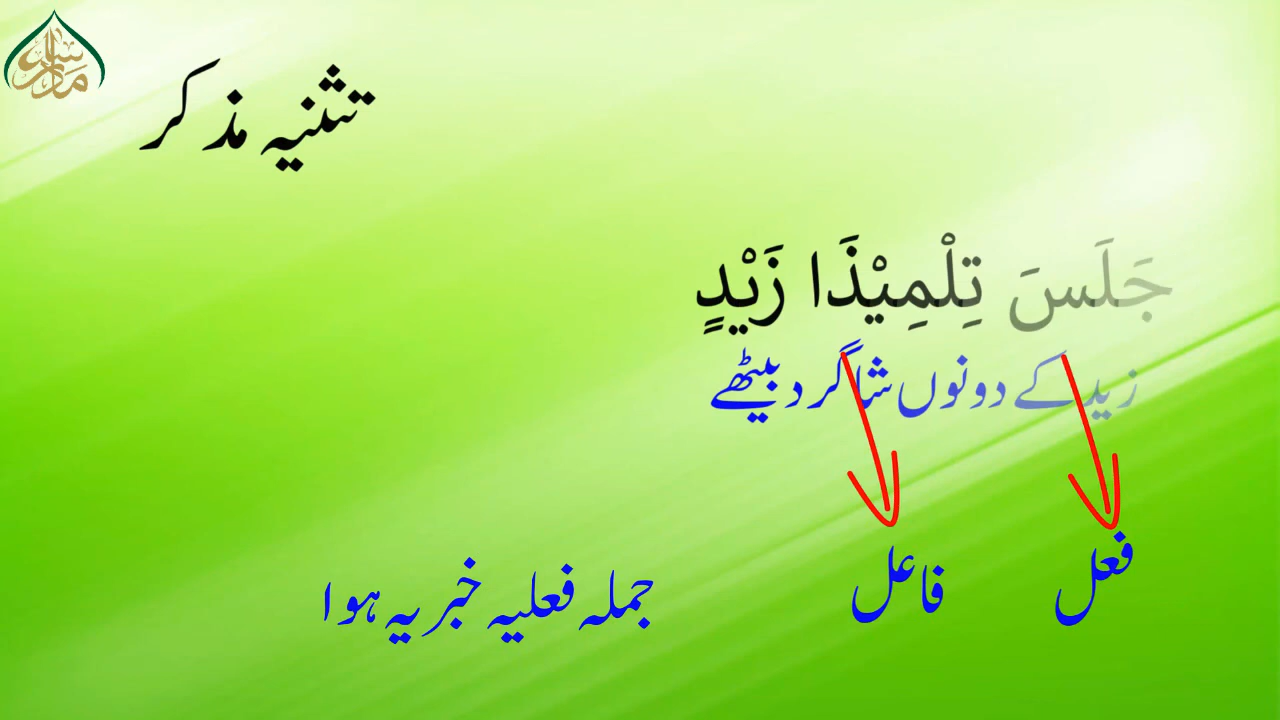 تثنیہ مذکر
جَلَسَ تِلْمِيْذَا زَيْدٍ
زید کے دونوں شاگرد بیٹھے
فعل
فاعل
جملہ فعلیہ خبریہ ہوا